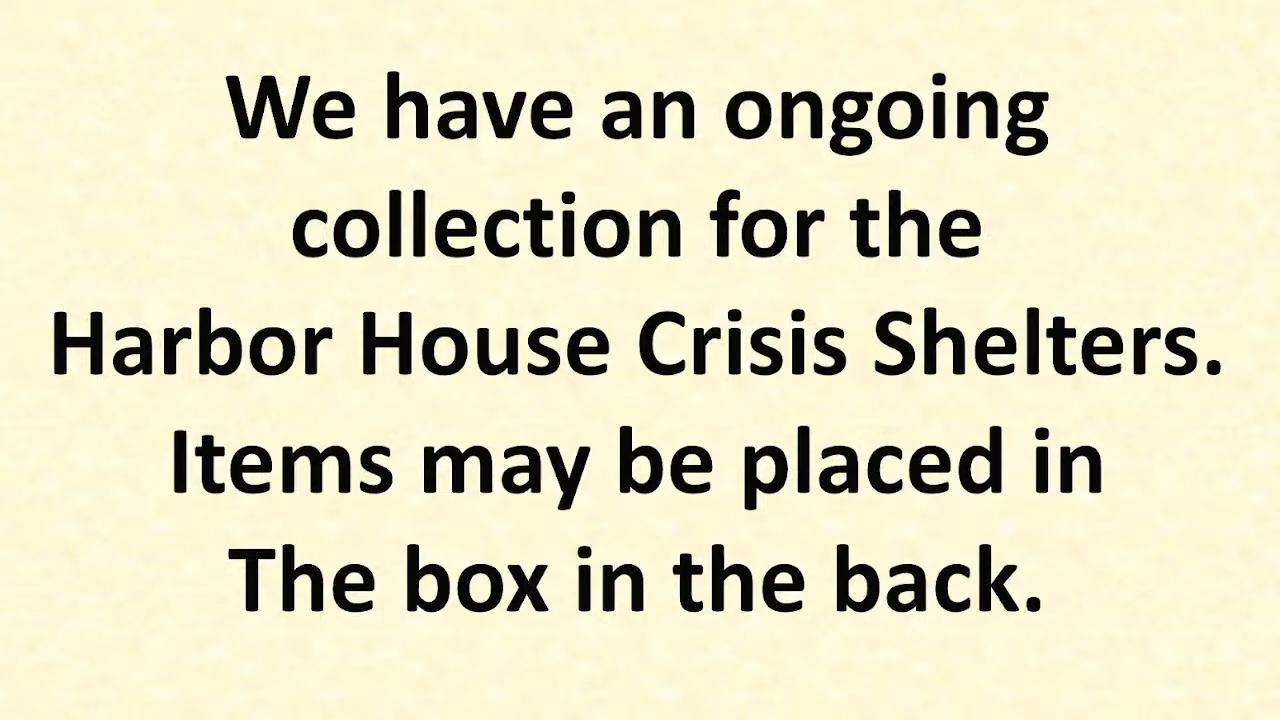 We have an ongoing
collection for the
Harbor House Crisis Shelters.
Items may be placed in
The box in the back.